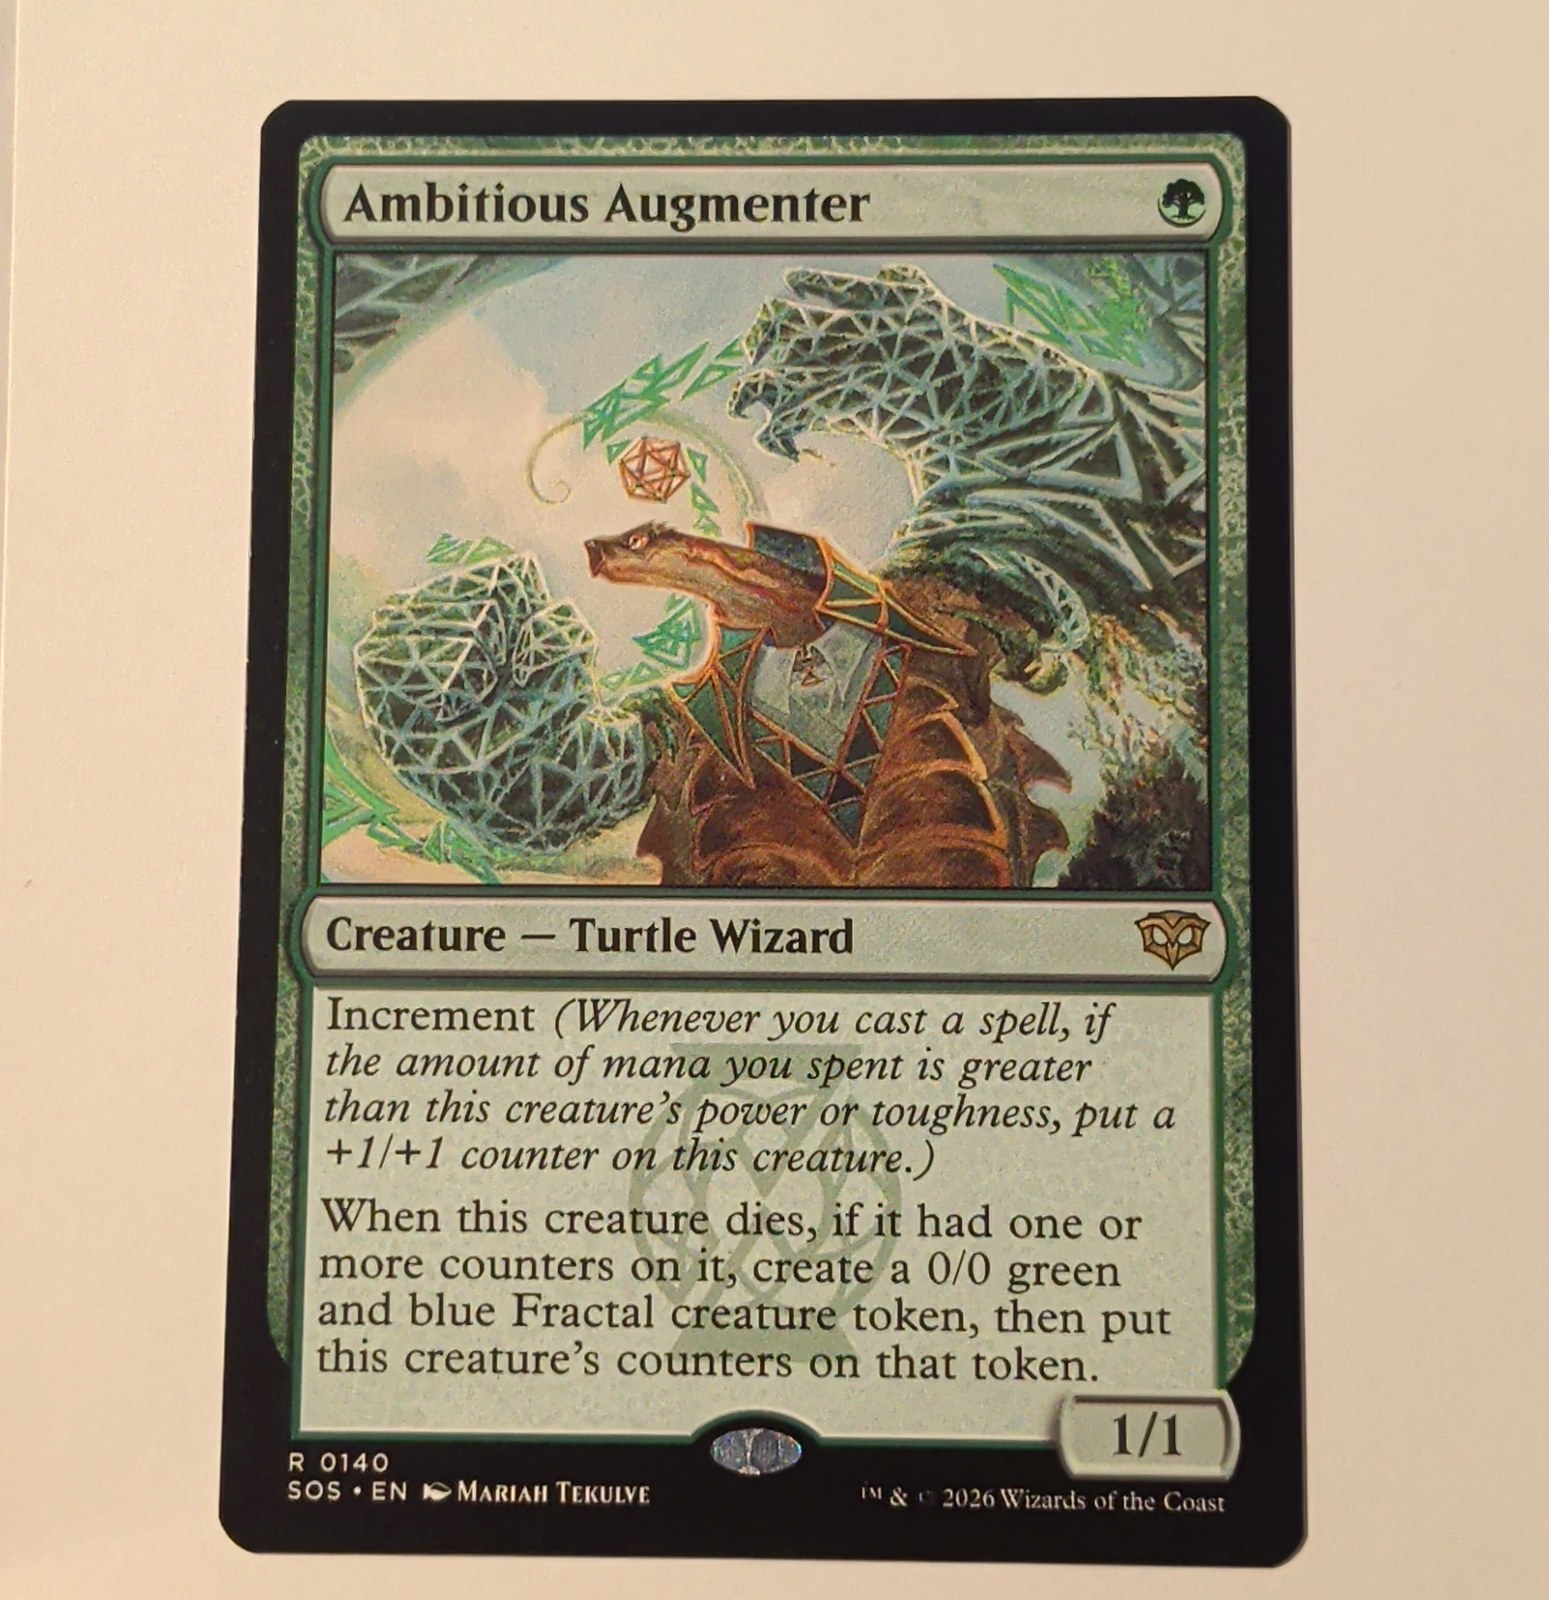 Ambitious Augmenter
Creature — Turtle Wizard
Increment (Whenever you cast a spell, if
the amount of mana you spent is greater
than this creature's power or toughness, put a
+1/+1 counter on this creature.)
When this creature dies, if it had one or
more counters on it, create a 0/0 green
and blue Fractal creature token, then put
this creature's counters on that token.
1/1
R 0140
SOS • EN MARIAH TEKULVE
™ & © 2026 Wizards of the Coast